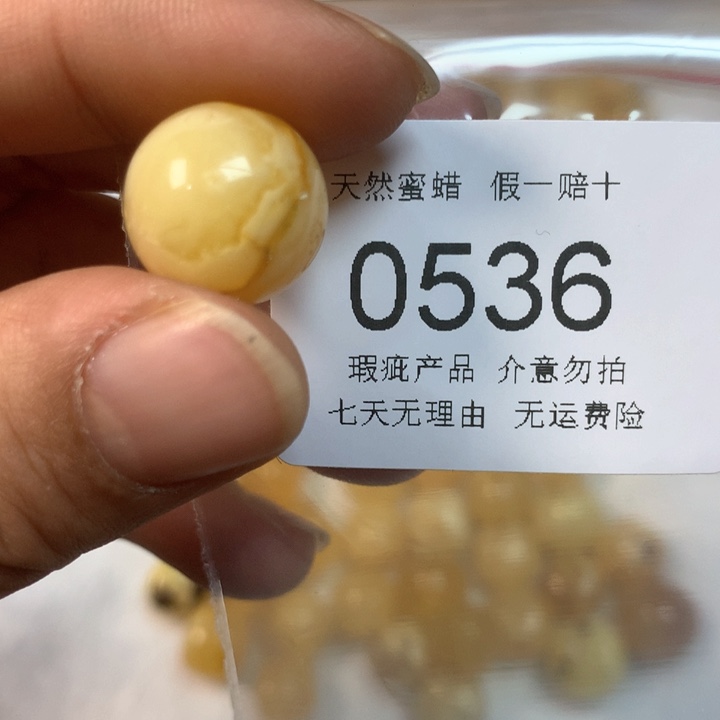 天然蜜蜡 假一赔十
0536
瑕疵产品 介意勿拍
七天无理由 无运费险